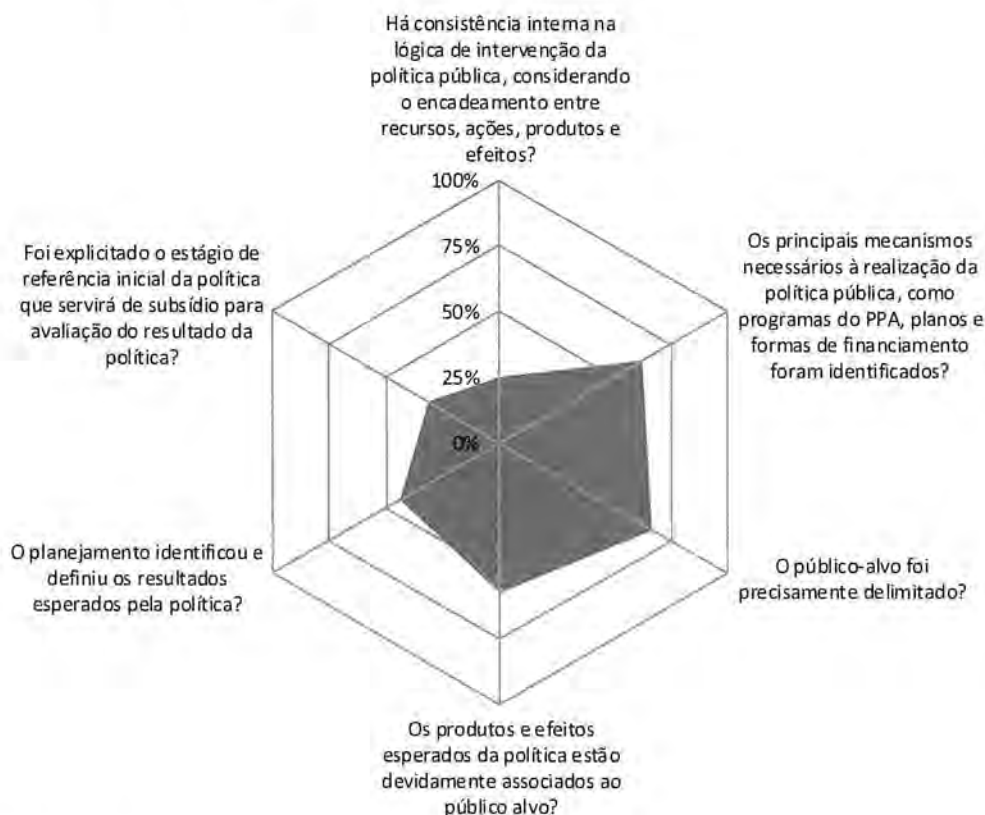 Há consistência interna na
lógica de intervenção da
política pública, considerando
o encadeamento entre
recursos, ações, produtos e
efeitos?
100%
75%
50%
25%
0%
Os principais mecanismos
necessários à realização da
política pública, como
programas do PPA, planos e
formas de financiamento
foram identificados?
O público-alvo foi
precisamente delimitado?
Os produtos e efeitos
esperados da política estão
devidamente associados ao
público alvo?
O planejamento identificou e
definiu os resultados
esperados pela política?
Foi explicitado o estágio de
referência inicial da política
que servirá de subsídio para
avaliação do resultado da
política?